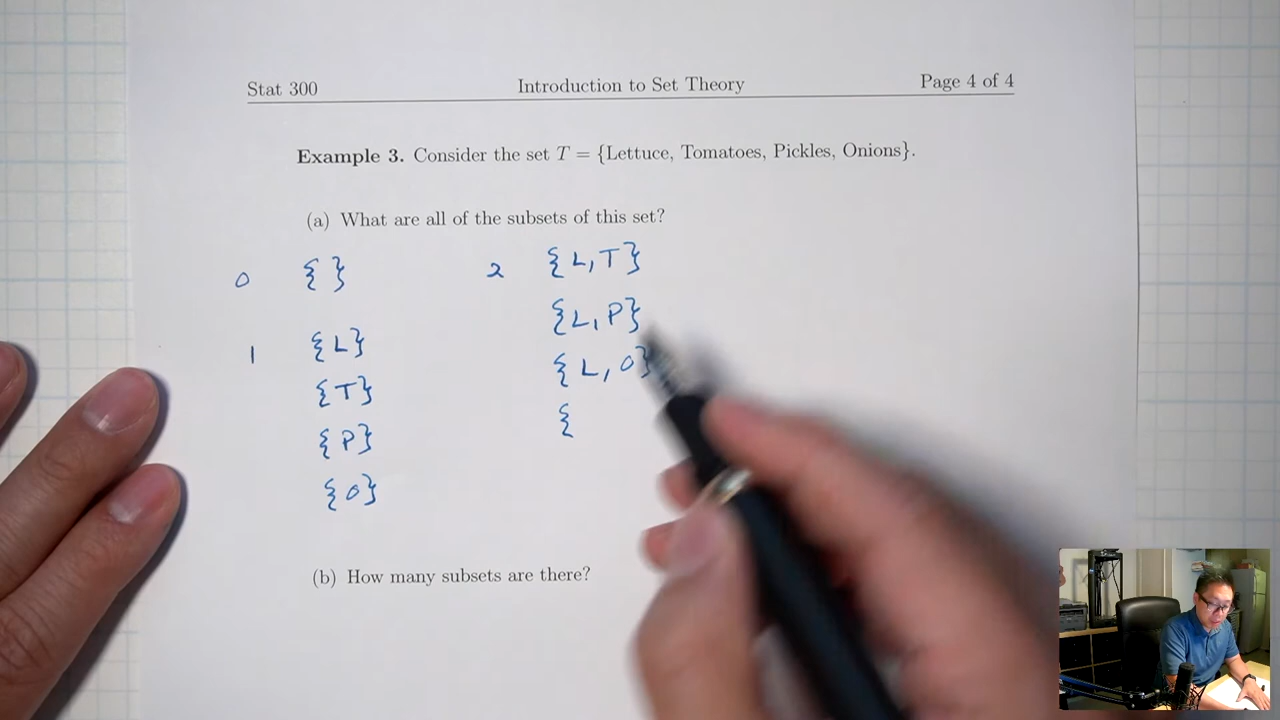 Stat 300 Introduction to Set Theory Page 4 of 4
Example 3. Consider the set T = {Lettuce, Tomatoes, Pickles, Onions}.
(a) What are all of the subsets of this set?
0 { }
1 {L}
{T}
{P}
{O}
2 {L,T}
{L,P}
{L,O}
{
(b) How many subsets are there?